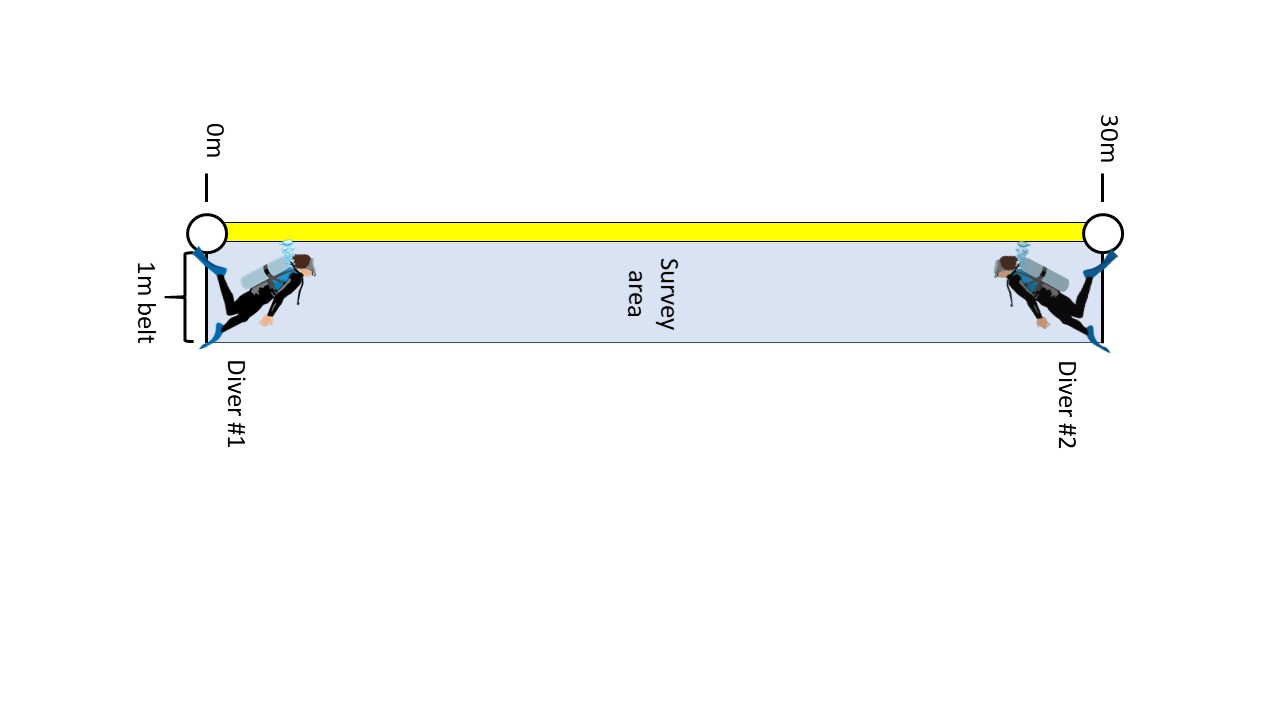 0m
30m
1m belt
Survey
area
Diver #1
Diver #2